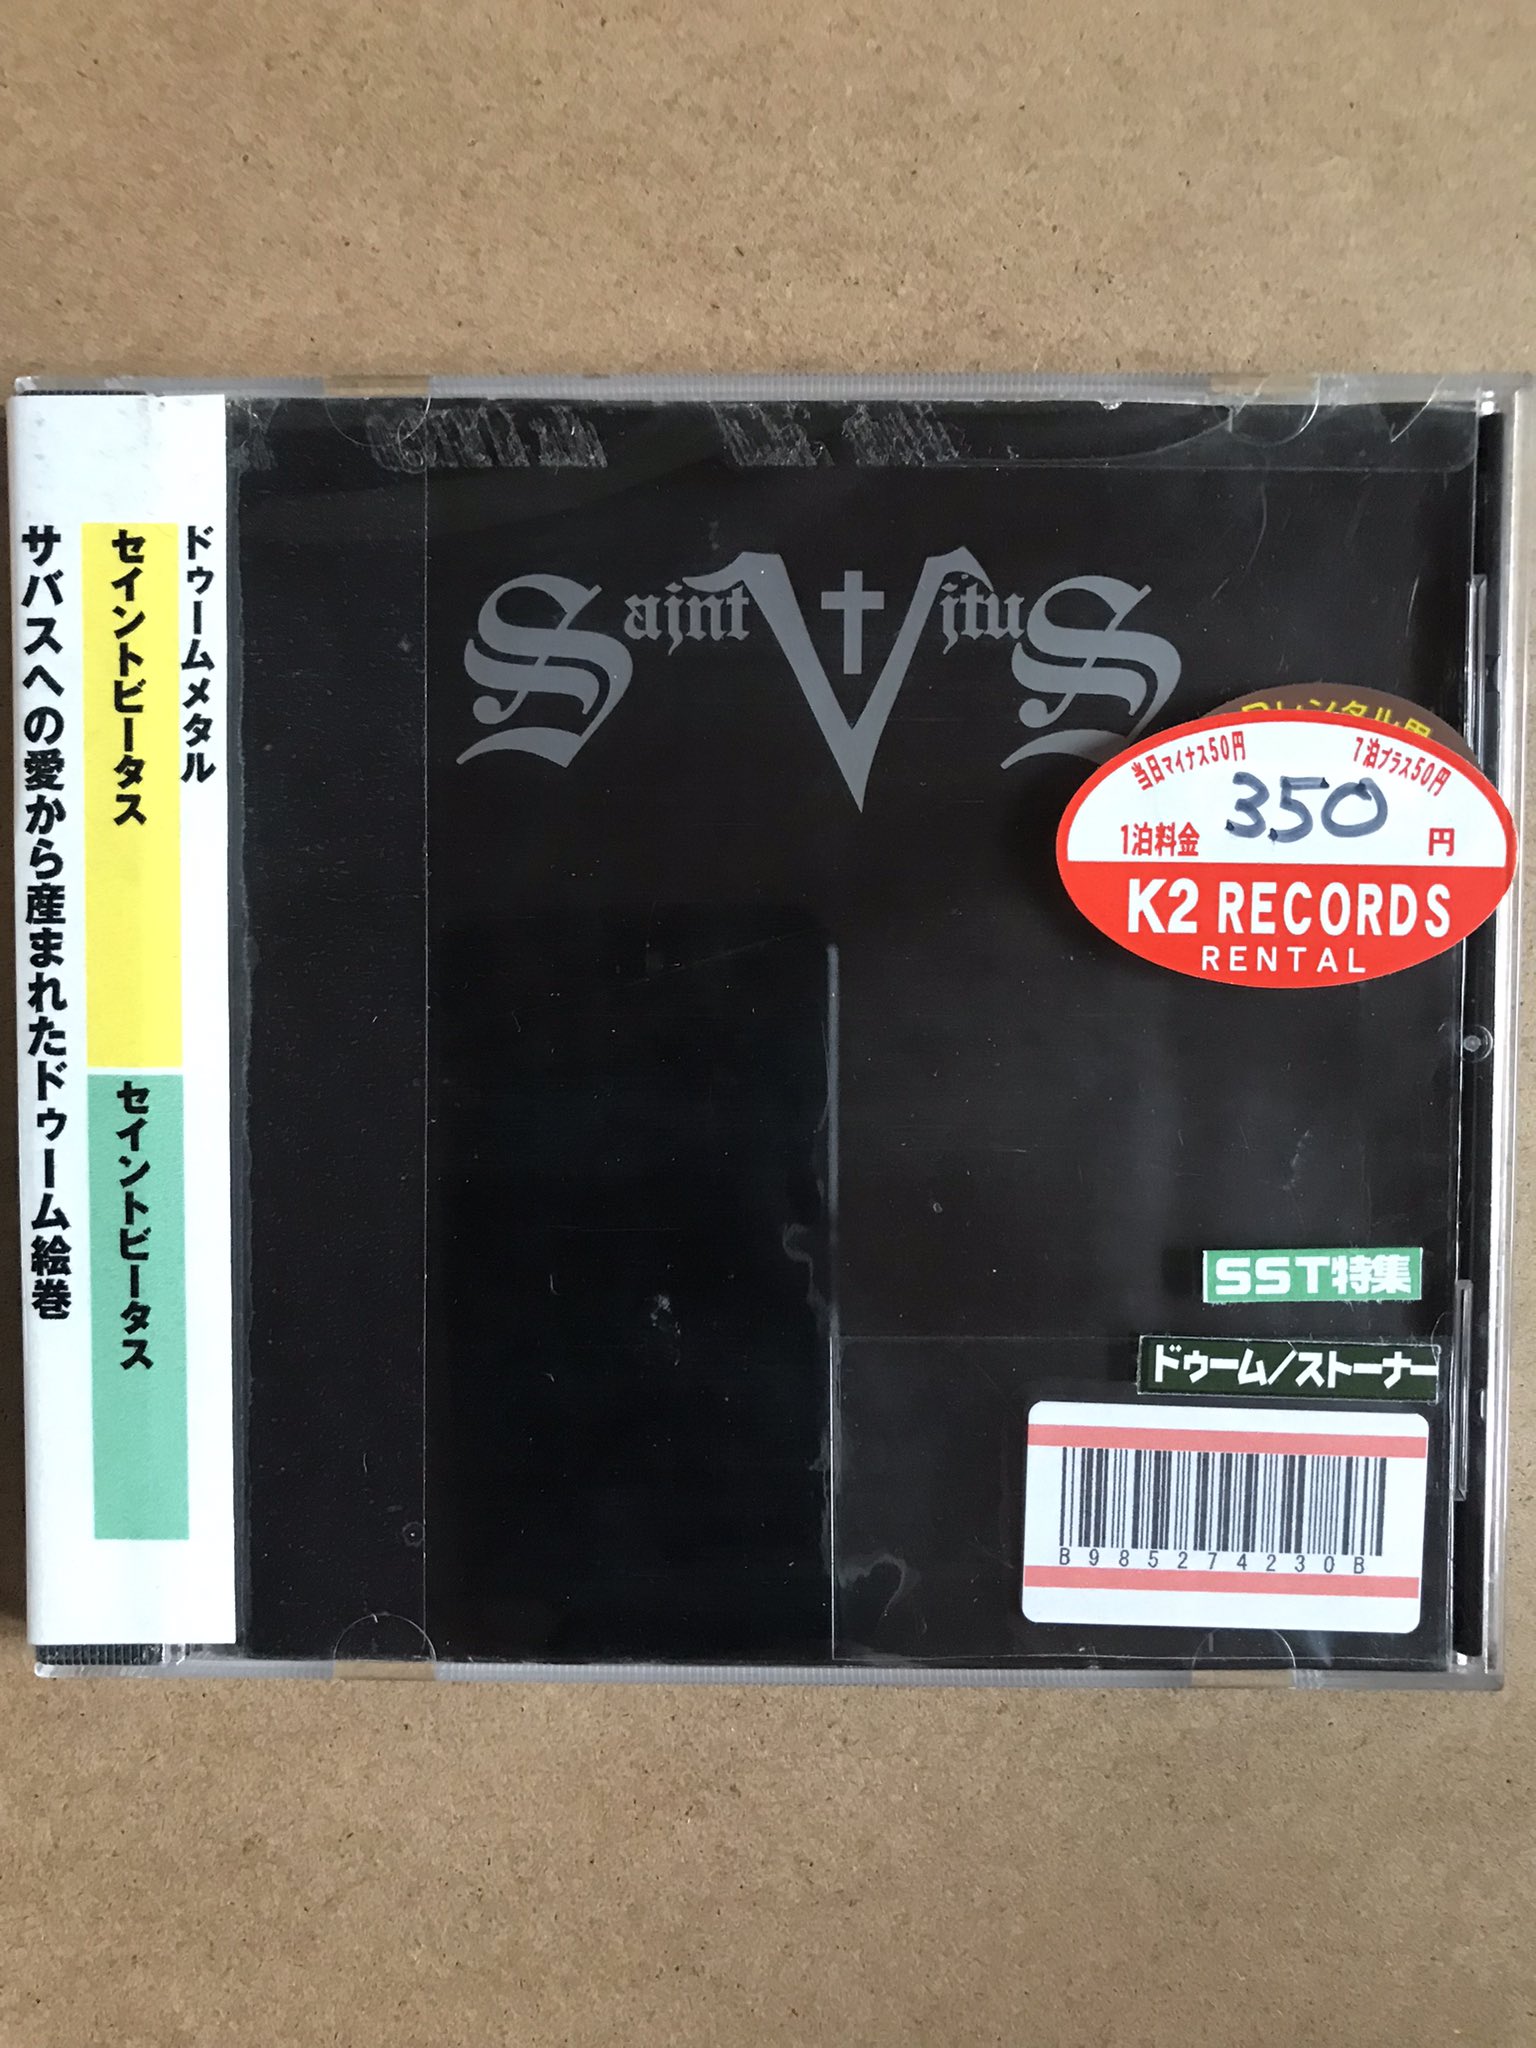 ドゥームメタル
セイントビータス
セイントビータス
サバスへの愛から産まれたドゥーム絵巻
Saint Vitus
当日マイナス50円
7泊プラス50円
1泊料金 350 円
K2 RECORDS
RENTAL
SST特集
ドゥーム/ストーナー
B985274230B